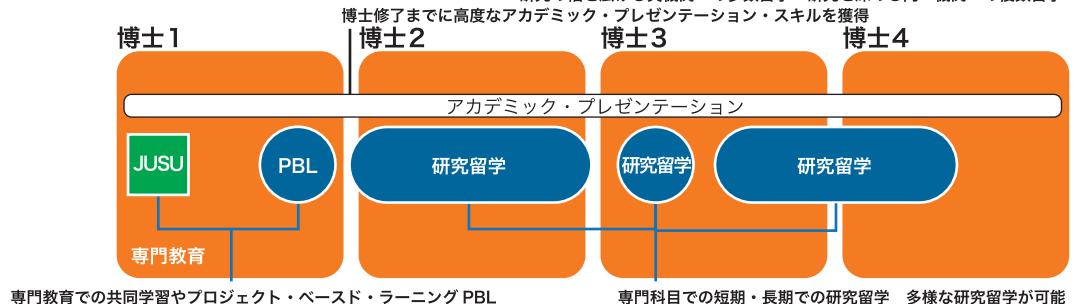 博士修了までに高度なアカデミック・プレゼンテーション・スキルを獲得
博士1
博士2
博士3
博士4
アカデミック・プレゼンテーション
JUSU
PBL
研究留学
研究留学
研究留学
専門教育
専門教育での共同学習やプロジェクト・ベースド・ラーニング PBL
専門科目での短期・長期での研究留学　多様な研究留学が可能